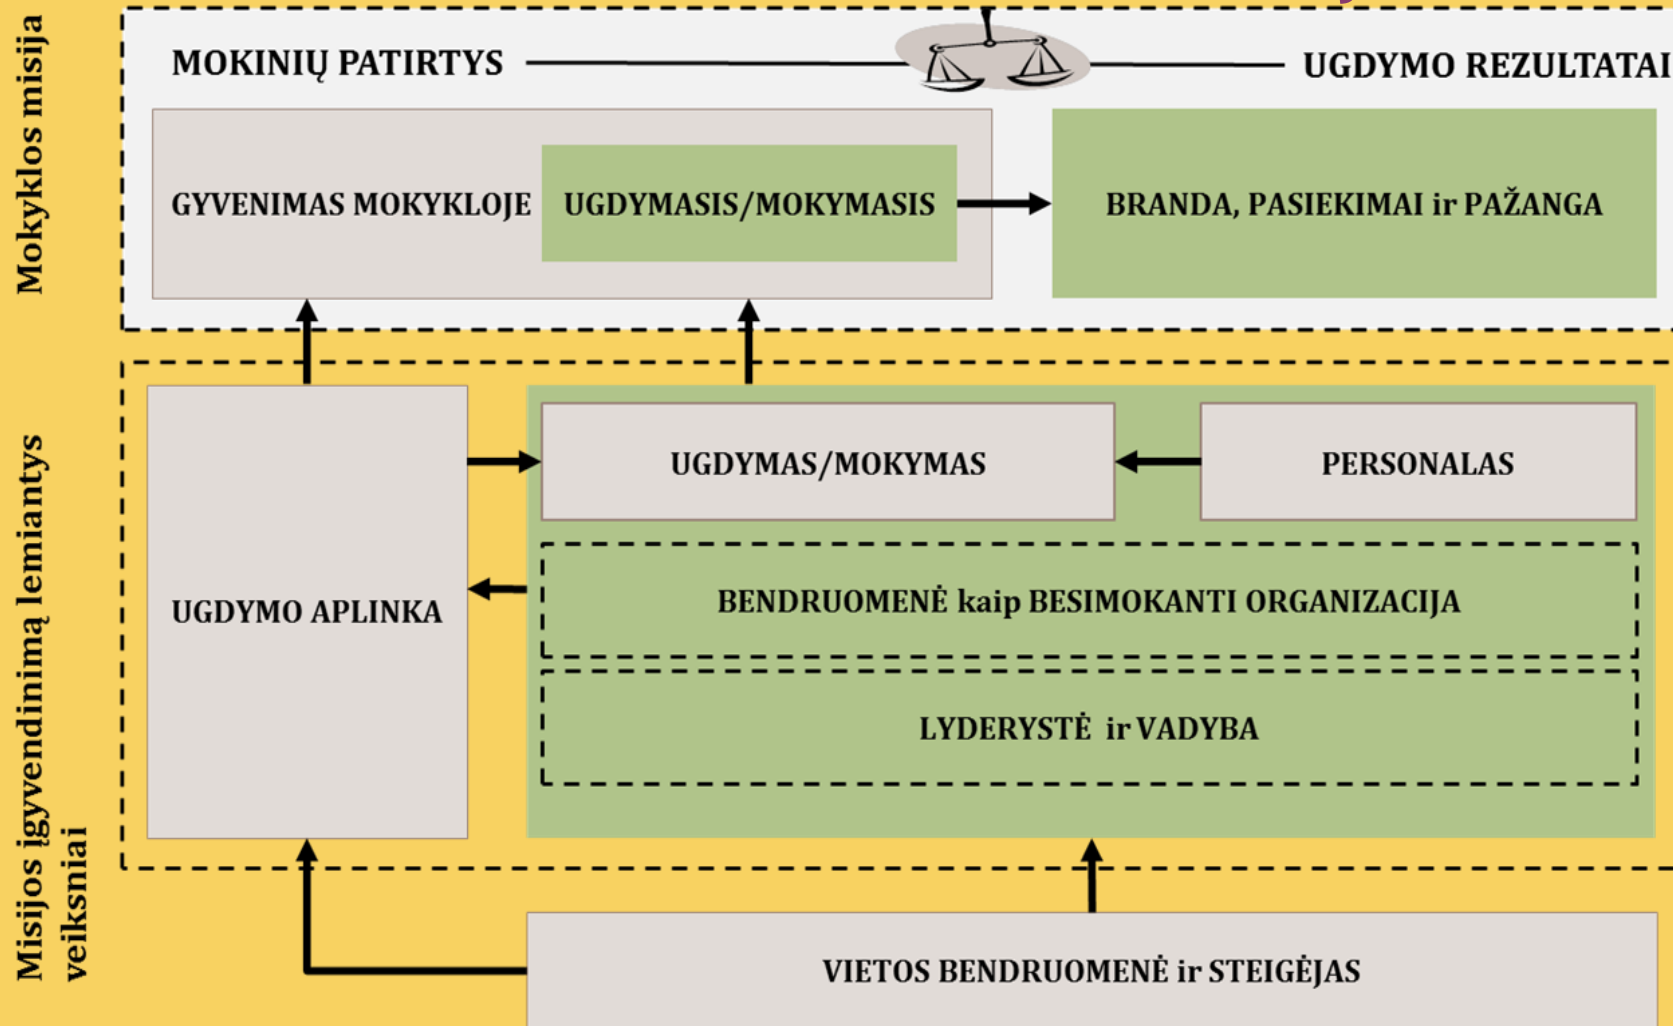 Mokyklos misija
MOKINIŲ PATIRTYS
UGDYMO REZULTATAI
GYVENIMAS MOKYKLOJE
UGDYMASIS/MOKYMASIS
BRANDA, PASIEKIMAI ir PAŽANGA
Misijos įgyvendinimą lemiantys
veiksniai
UGDYMO APLINKA
UGDYMAS/MOKYMAS
PERSONALAS
BENDRUOMENĖ kaip BESIMOKANTI ORGANIZACIJA
LYDERYSTĖ ir VADYBA
VIETOS BENDRUOMENĖ ir STEIGĖJAS